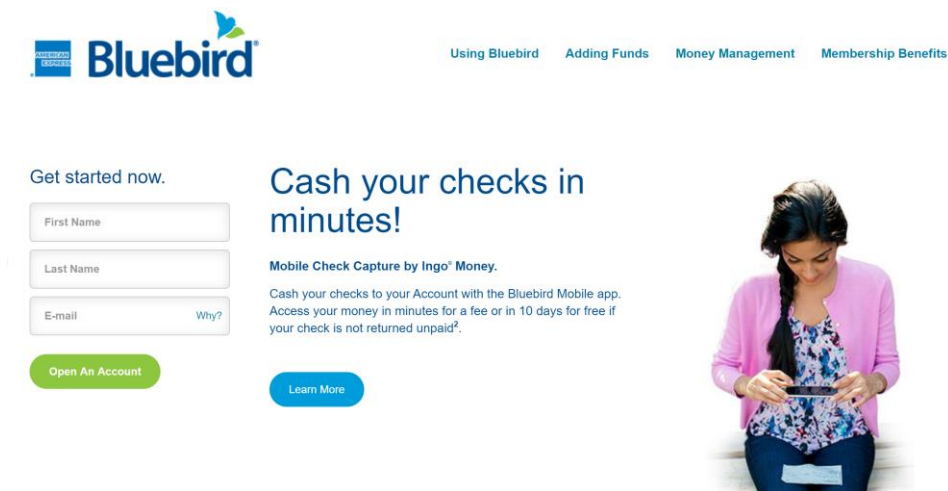 AMERICAN
EXPRESS
Bluebird®
Using Bluebird Adding Funds Money Management Membership Benefits
Get started now.
First Name
Last Name
E-mail Why?
Open An Account
Cash your checks in
minutes!
Mobile Check Capture by Ingo® Money.
Cash your checks to your Account with the Bluebird Mobile app.
Access your money in minutes for a fee or in 10 days for free if
your check is not returned unpaid².
Learn More